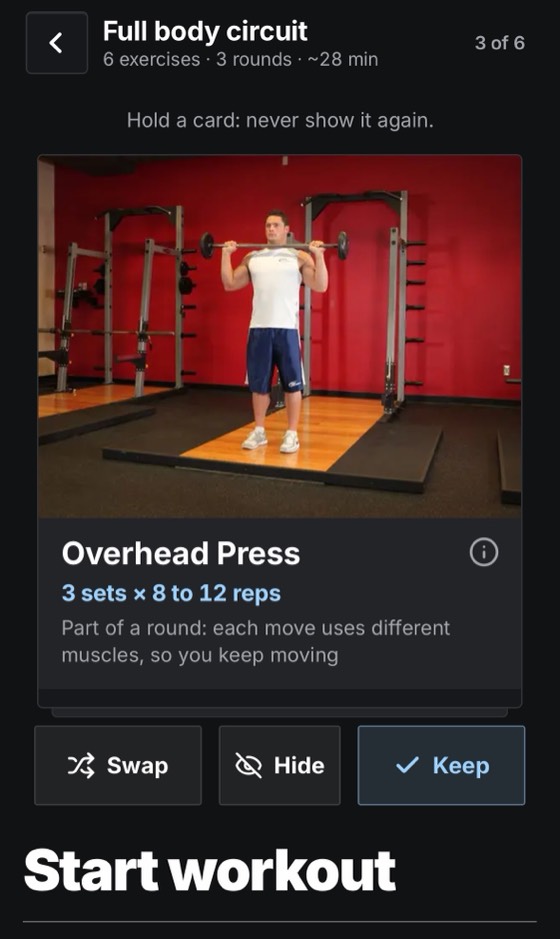 Full body circuit
6 exercises · 3 rounds · ~28 min
3 of 6
Hold a card: never show it again.
Overhead Press
3 sets × 8 to 12 reps
Part of a round: each move uses different
muscles, so you keep moving
Swap
Hide
Keep
Start workout